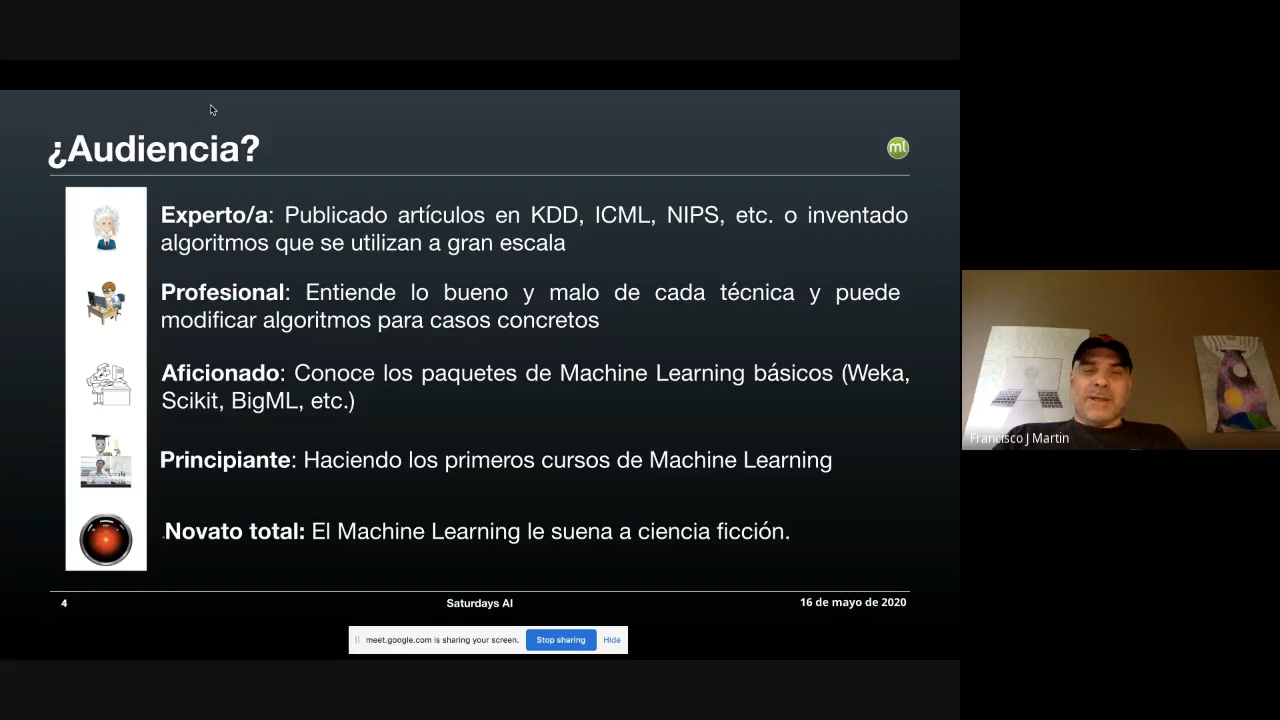 ¿Audiencia?
ml
Experto/a: Publicado artículos en KDD, ICML, NIPS, etc. o inventado
algoritmos que se utilizan a gran escala
Profesional: Entiende lo bueno y malo de cada técnica y puede
modificar algoritmos para casos concretos
Aficionado: Conoce los paquetes de Machine Learning básicos (Weka,
Scikit, BigML, etc.)
Principiante: Haciendo los primeros cursos de Machine Learning
.Novato total: El Machine Learning le suena a ciencia ficción.
4
Saturdays AI
16 de mayo de 2020
meet.google.com is sharing your screen.
Stop sharing
Hide
Francisco J Martin